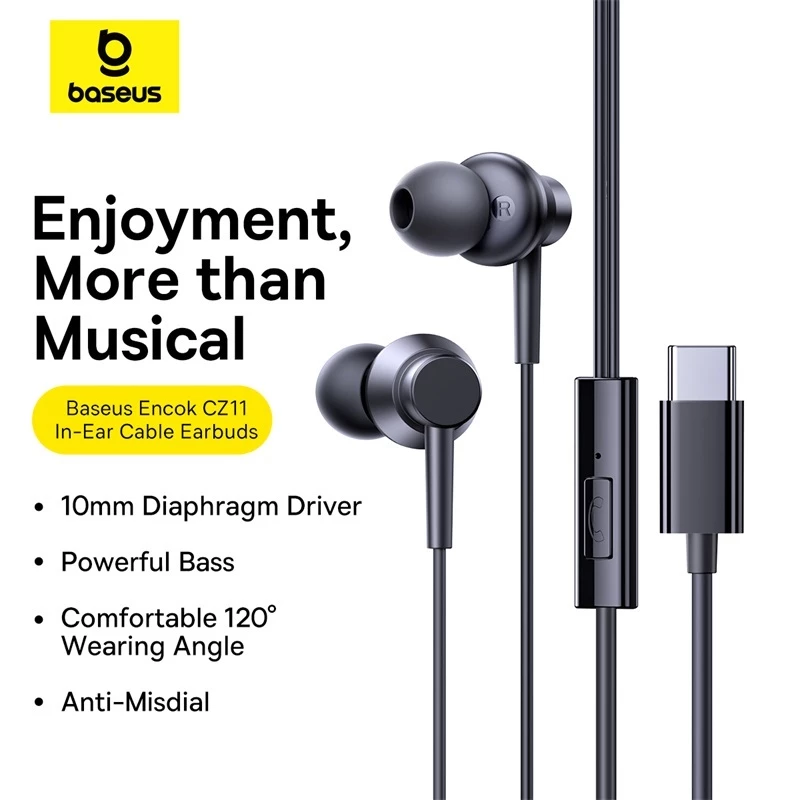 baseus
Enjoyment,
More than
Musical
Baseus Encok CZ11
In-Ear Cable Earbuds
• 10mm Diaphragm Driver
• Powerful Bass
• Comfortable 120°
Wearing Angle
• Anti-Misdial
R